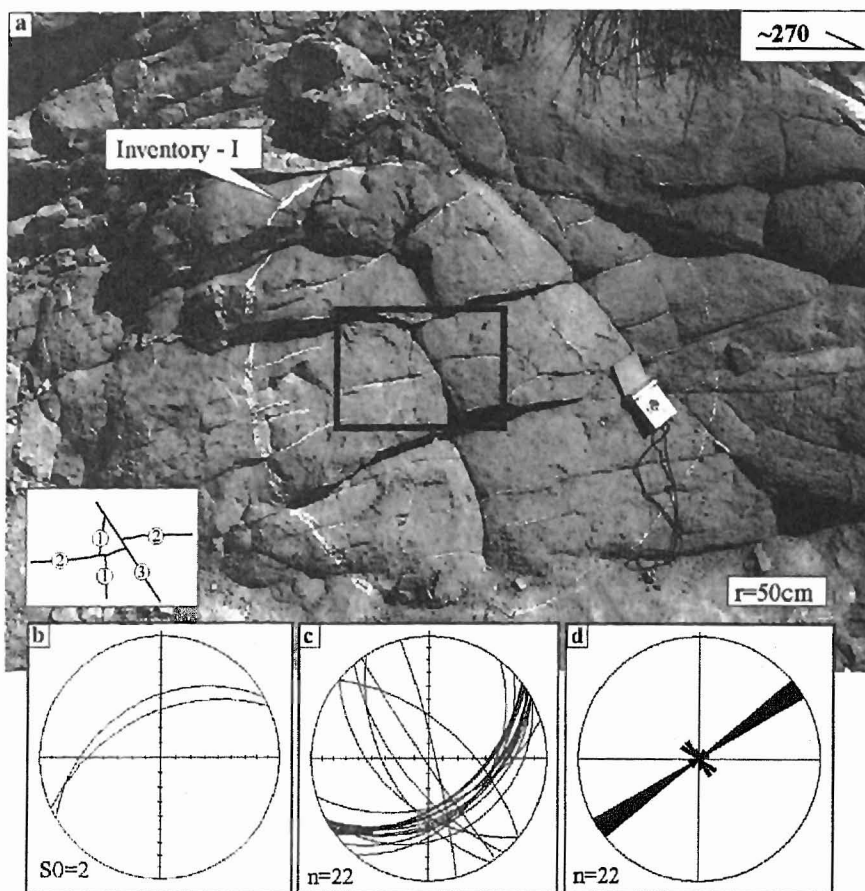 a
~270
Inventory - I
① ②
② ① ③
r=50cm
b
c
d
S0=2
n=22
n=22